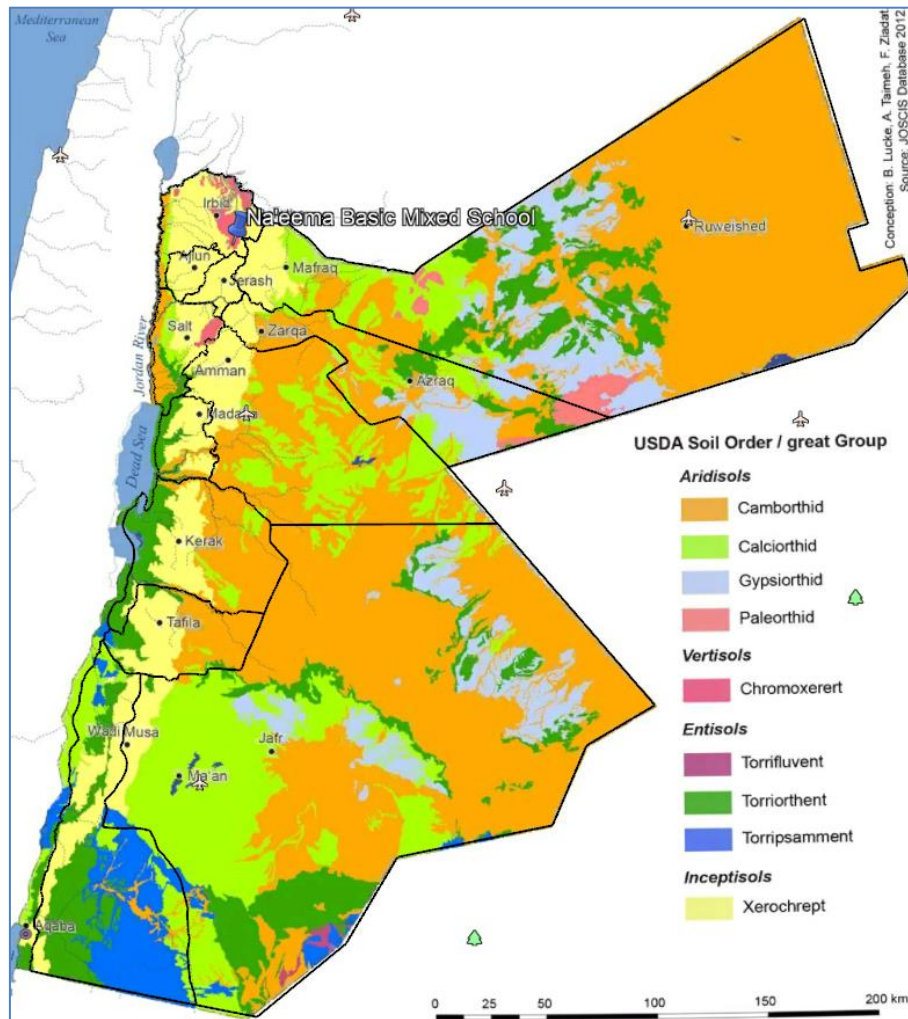 Mediterranean
Sea
Conception: B. Lucke, A. Taimeh, F. Ziadat.
Source: JOSCIS Database 2012.
Irbid
Na'eema Basic Mixed School
Ruweished
Ajlun
Jerash
Mafraq
Salt
Zarqa
Jordan River
Amman
Azraq
Madaba
Dead Sea
Kerak
Tafila
Wadi Musa
Jafr
Ma'an
Aqaba
USDA Soil Order / great Group
Aridisols
Camborthid
Calciorthid
Gypsiorthid
Paleorthid
Vertisols
Chromoxerert
Entisols
Torrifluvent
Torriorthent
Torripsamment
Inceptisols
Xerochrept
0 25 50 100 150 200 km